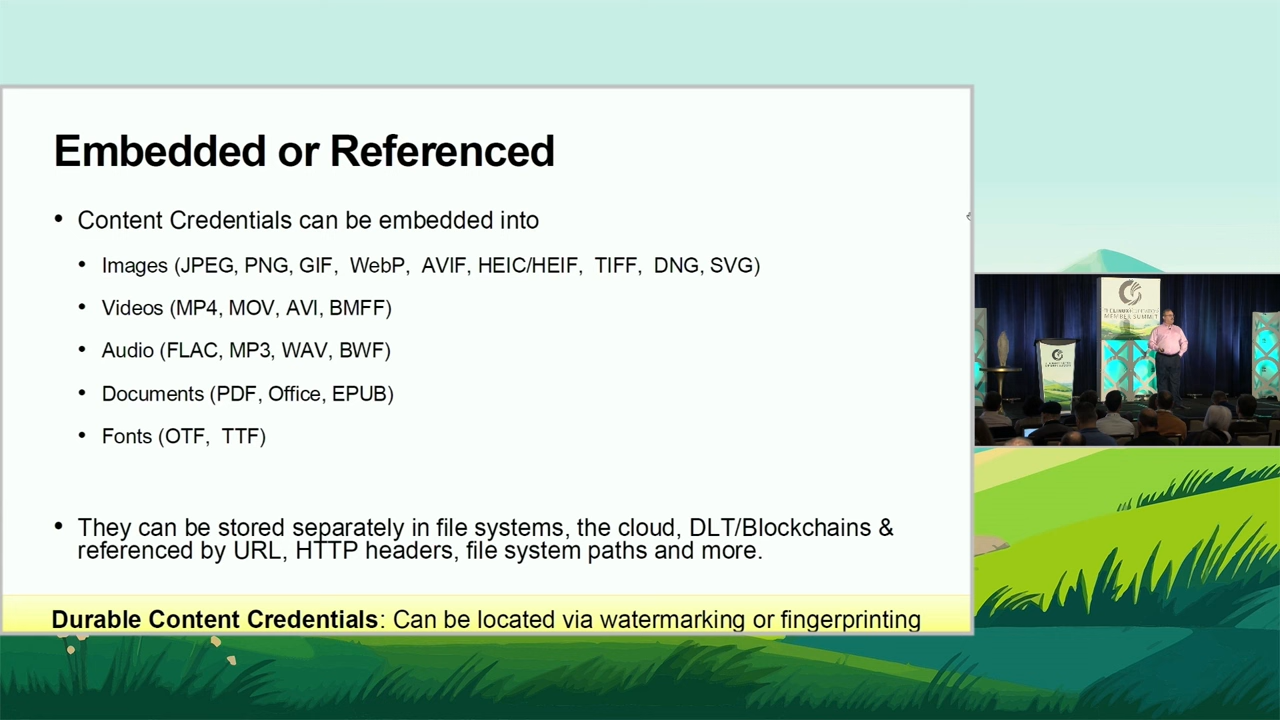 Embedded or Referenced
• Content Credentials can be embedded into
• Images (JPEG, PNG, GIF, WebP, AVIF, HEIC/HEIF, TIFF, DNG, SVG)
• Videos (MP4, MOV, AVI, BMFF)
• Audio (FLAC, MP3, WAV, BWF)
• Documents (PDF, Office, EPUB)
• Fonts (OTF, TTF)
• They can be stored separately in file systems, the cloud, DLT/Blockchains &
referenced by URL, HTTP headers, file system paths and more.
Durable Content Credentials: Can be located via watermarking or fingerprinting
MEMBER SUMMIT